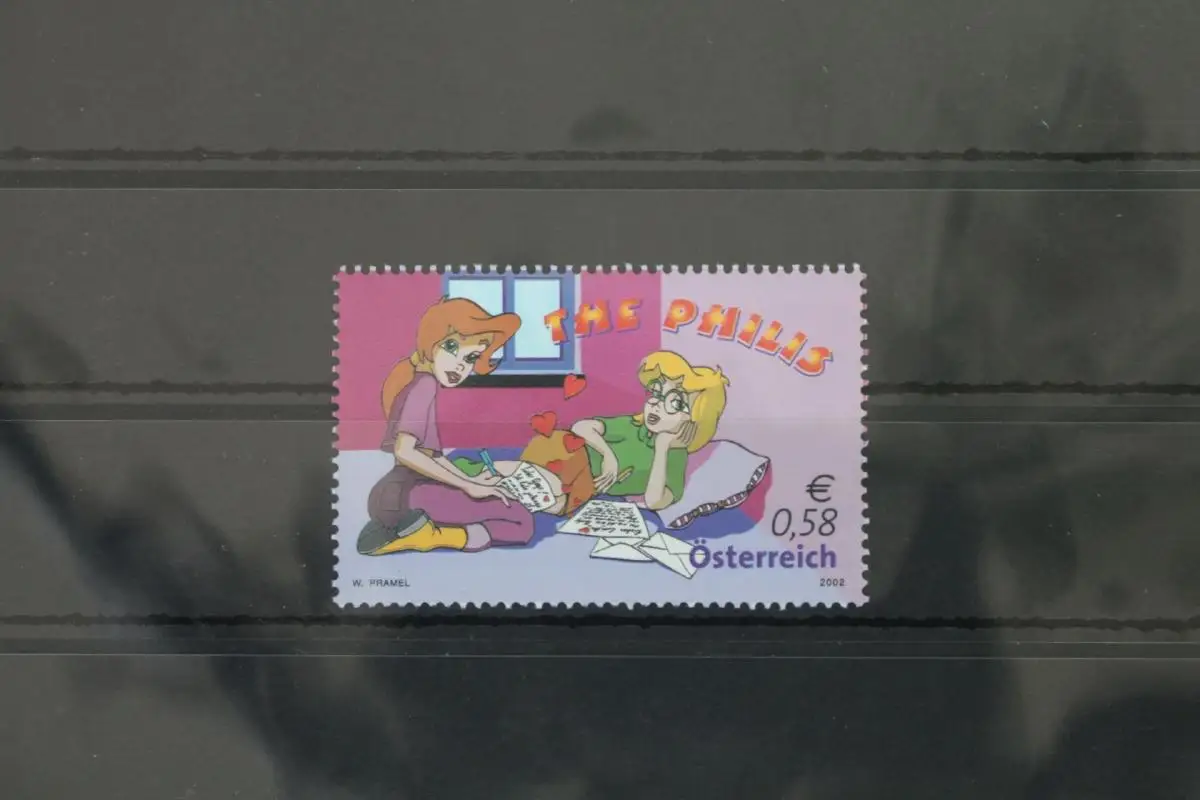 THE PHILIS
€
0,58
Österreich
W. PRAMEL
2002